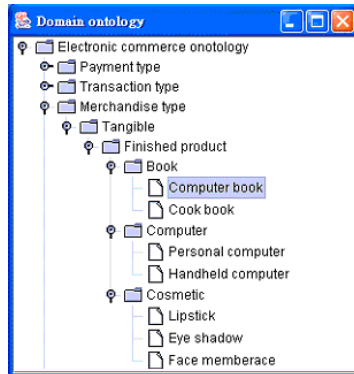 Domain ontology
Electronic commerce onotology
Payment type
Transaction type
Merchandise type
Tangible
Finished product
Book
Computer book
Cook book
Computer
Personal computer
Handheld computer
Cosmetic
Lipstick
Eye shadow
Face memberace